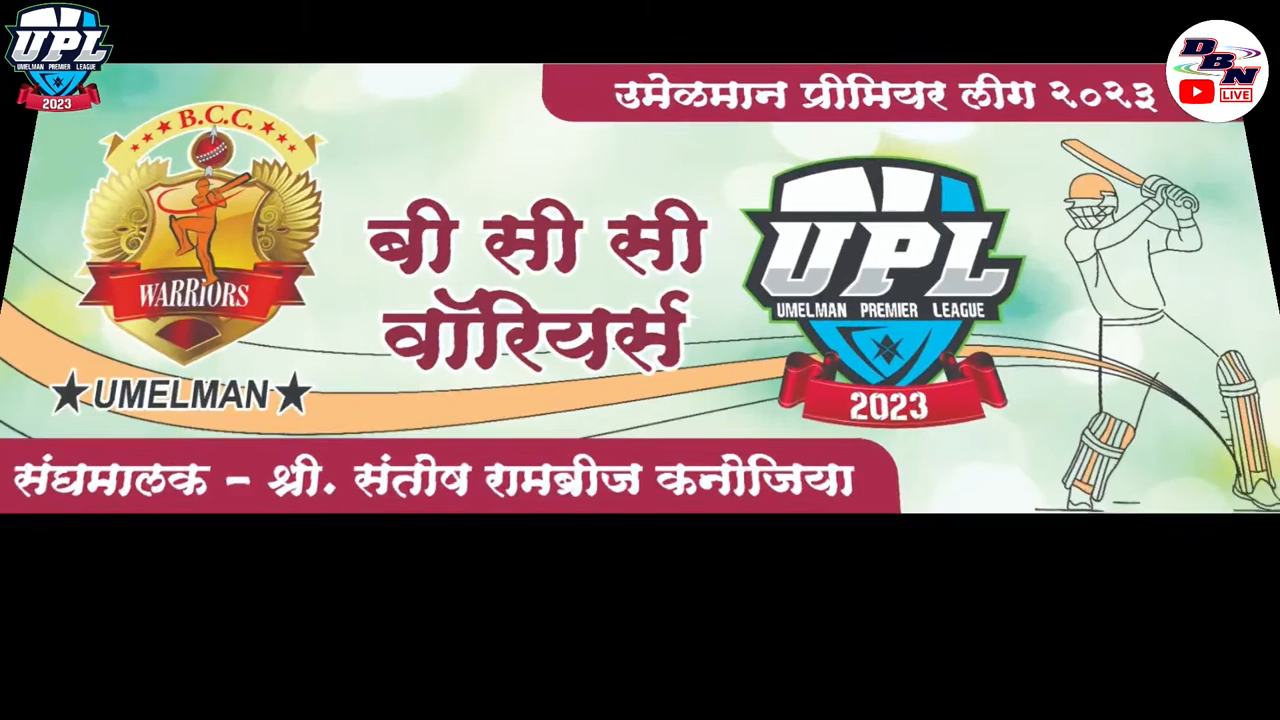 UPL
UMELMAN PREMIER LEAGUE
2023
DBN
LIVE
उमेळमान प्रीमियर लीग २०२३
B.C.C.
WARRIORS
UMELMAN
बी सी सी
वॉरियर्स
UPL
UMELMAN PREMIER LEAGUE
2023
संघमालक - श्री. संतोष रामब्रीज कनोजिया